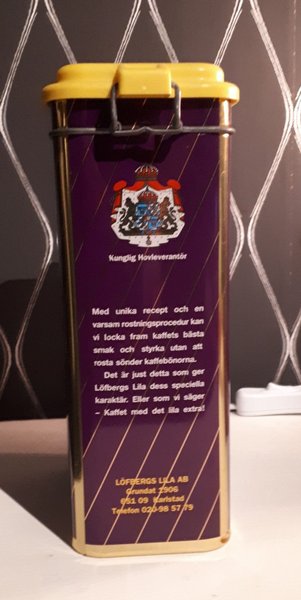 Kunglig Hovleverantör
Med unika recept och en
varsam rostningsprocedur kan
vi locka fram kaffets bästa
smak och styrka utan att
rosta sönder kaffebönorna.
Det är just detta som ger
Löfbergs Lila dess speciella
karaktär. Eller som vi säger
– Kaffet med det lila extra!
LÖFBERGS LILA AB
Grundat 1906
651 09 Karlstad
Telefon 020-98 57 79